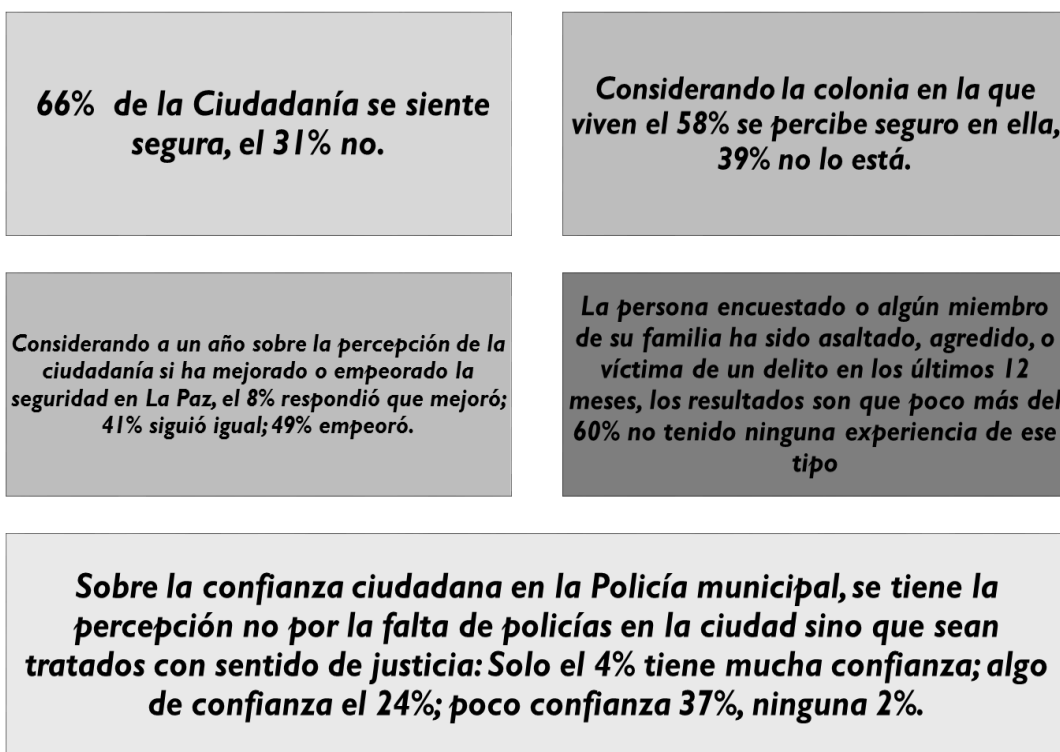 66% de la Ciudadanía se siente
segura, el 31% no.
Considerando la colonia en la que
viven el 58% se percibe seguro en ella,
39% no lo está.
Considerando a un año sobre la percepción de la
ciudadanía si ha mejorado o empeorado la
seguridad en La Paz, el 8% respondió que mejoró;
41% siguió igual; 49% empeoró.
La persona encuestado o algún miembro
de su familia ha sido asaltado, agredido, o
víctima de un delito en los últimos 12
meses, los resultados son que poco más del
60% no tenido ninguna experiencia de ese
tipo
Sobre la confianza ciudadana en la Policía municipal, se tiene la
percepción no por la falta de policías en la ciudad sino que sean
tratados con sentido de justicia: Solo el 4% tiene mucha confianza; algo
de confianza el 24%; poco confianza 37%, ninguna 2%.